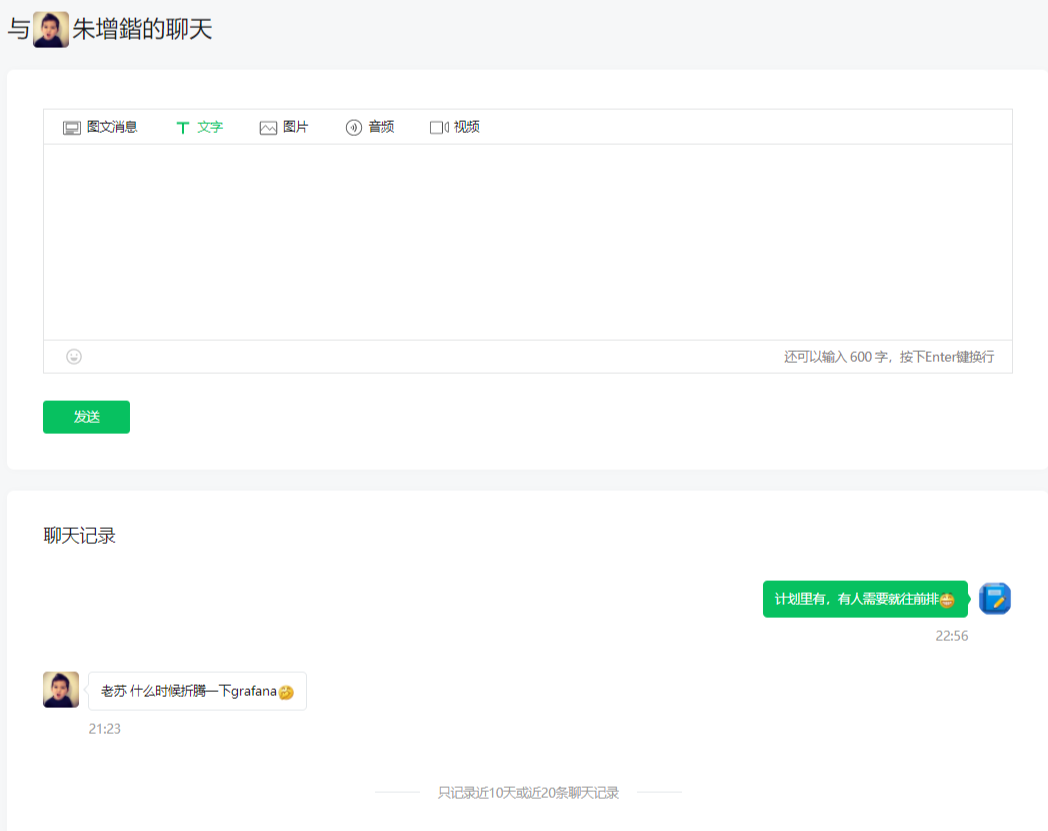 与朱增鍇的聊天
图文消息 文字 图片 音频 视频
还可以输入 600 字，按下Enter键换行
发送
聊天记录
计划里有，有人需要就往前排
22:56
老苏 什么时候折腾一下grafana
21:23
只记录近10天或近20条聊天记录